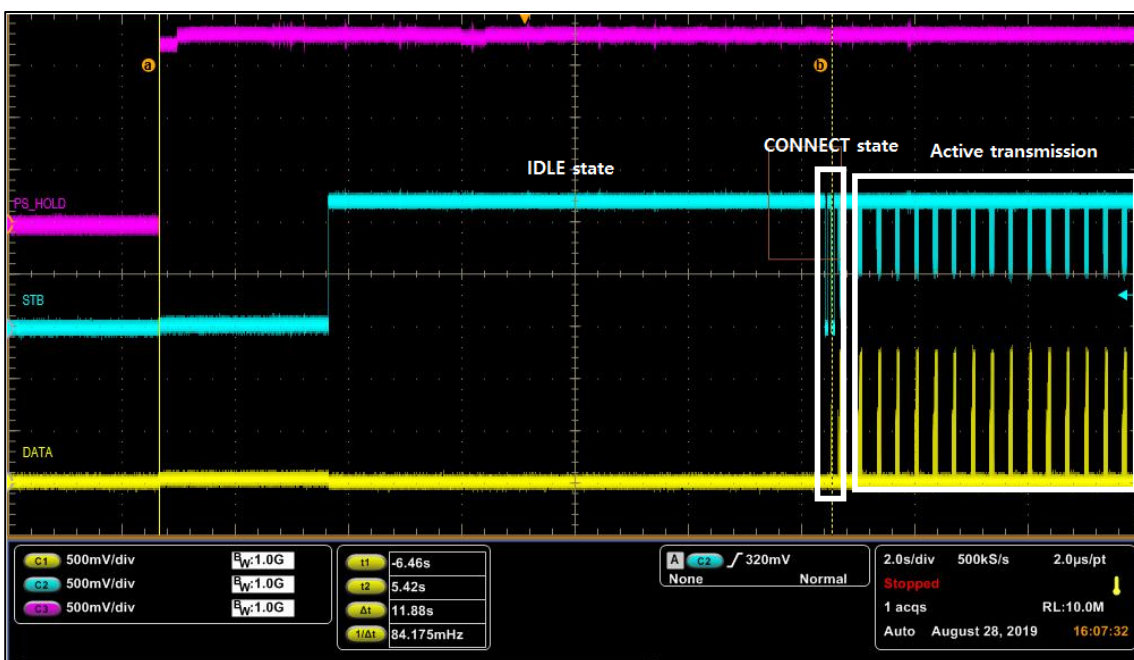 a
b
CONNECT state
Active transmission
IDLE state
PS_HOLD
STB
DATA
C1 500mV/div BW:1.0G
C2 500mV/div BW:1.0G
C3 500mV/div BW:1.0G
t1 -6.46s
t2 5.42s
Δt 11.88s
1/Δt 84.175mHz
A C2 320mV
None Normal
2.0s/div 500kS/s 2.0µs/pt
Stopped
1 acqs RL:10.0M
Auto August 28, 2019 16:07:32